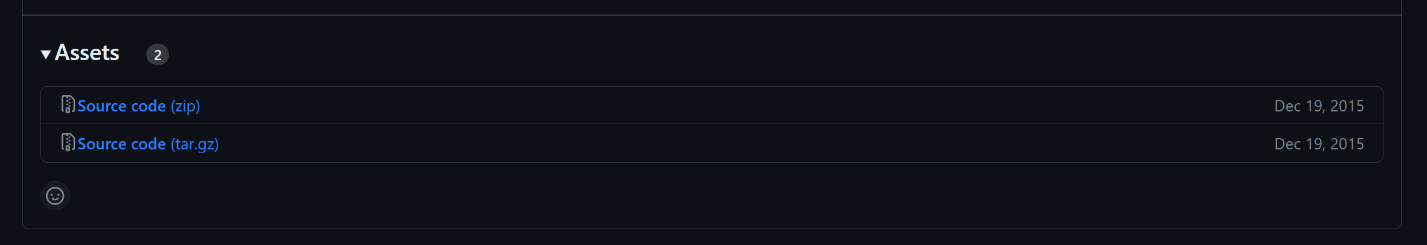 Assets 2
Source code (zip) Dec 19, 2015
Source code (tar.gz) Dec 19, 2015